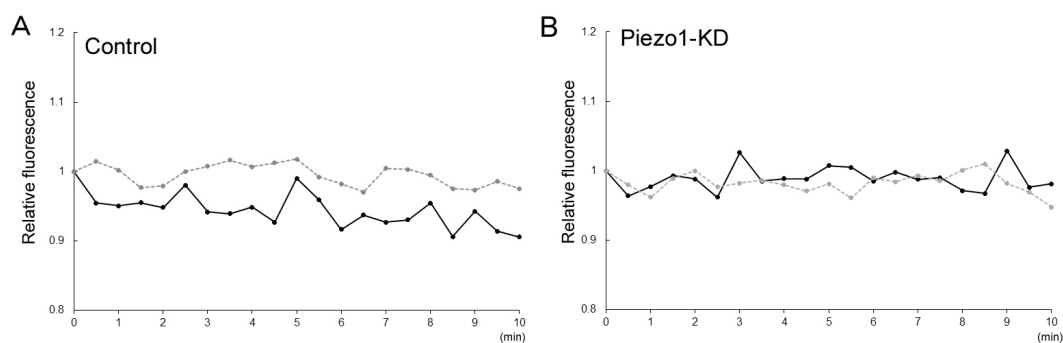 A
Control
Relative fluorescence
1.2
1.1
1
0.9
0.8
0 1 2 3 4 5 6 7 8 9 10
(min)
B
Piezo1-KD
Relative fluorescence
1.2
1.1
1
0.9
0.8
0 1 2 3 4 5 6 7 8 9 10
(min)